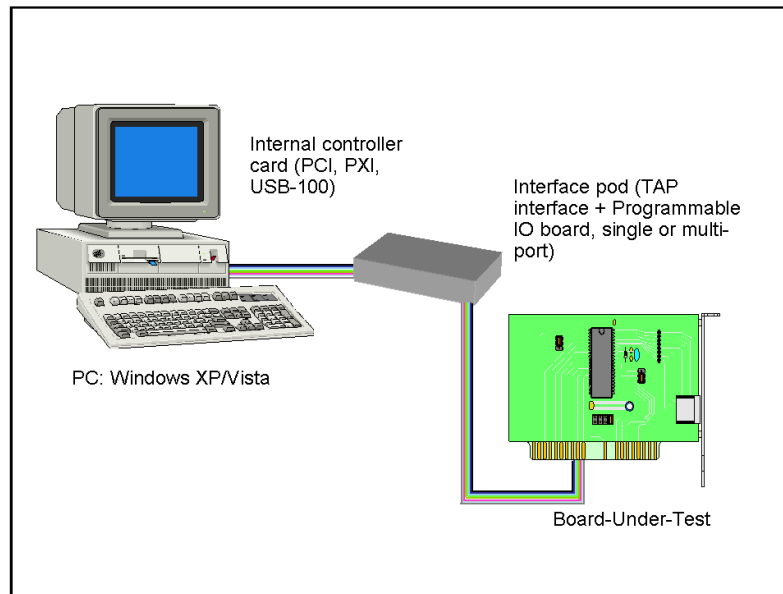 Internal controller
card (PCI, PXI,
USB-100)
Interface pod (TAP
interface + Programmable
IO board, single or multi-
port)
PC: Windows XP/Vista
Board-Under-Test